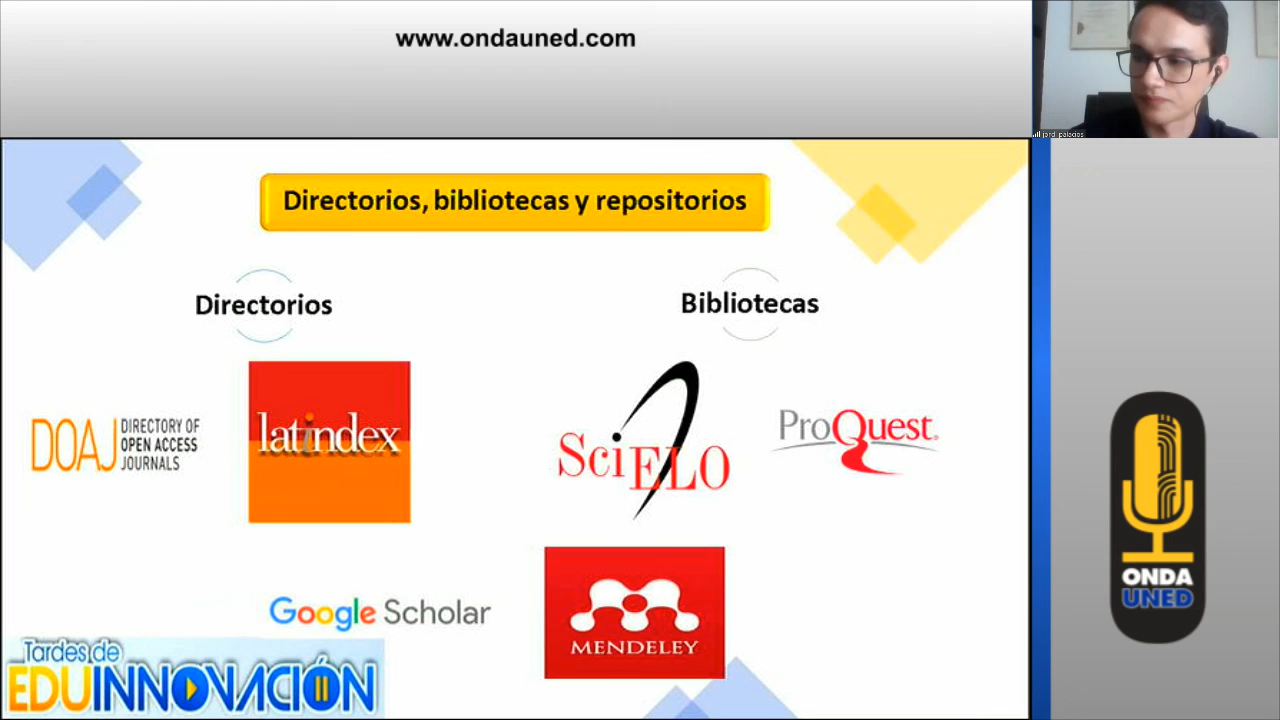 www.ondauned.com
jordi_palacios
Directorios, bibliotecas y repositorios
Directorios
Bibliotecas
DOAJ
DIRECTORY OF
OPEN ACCESS
JOURNALS
latindex
SciELO
ProQuest®
Google Scholar
MENDELEY
Tardes de
EDUINNOVACIÓN
ONDA
UNED